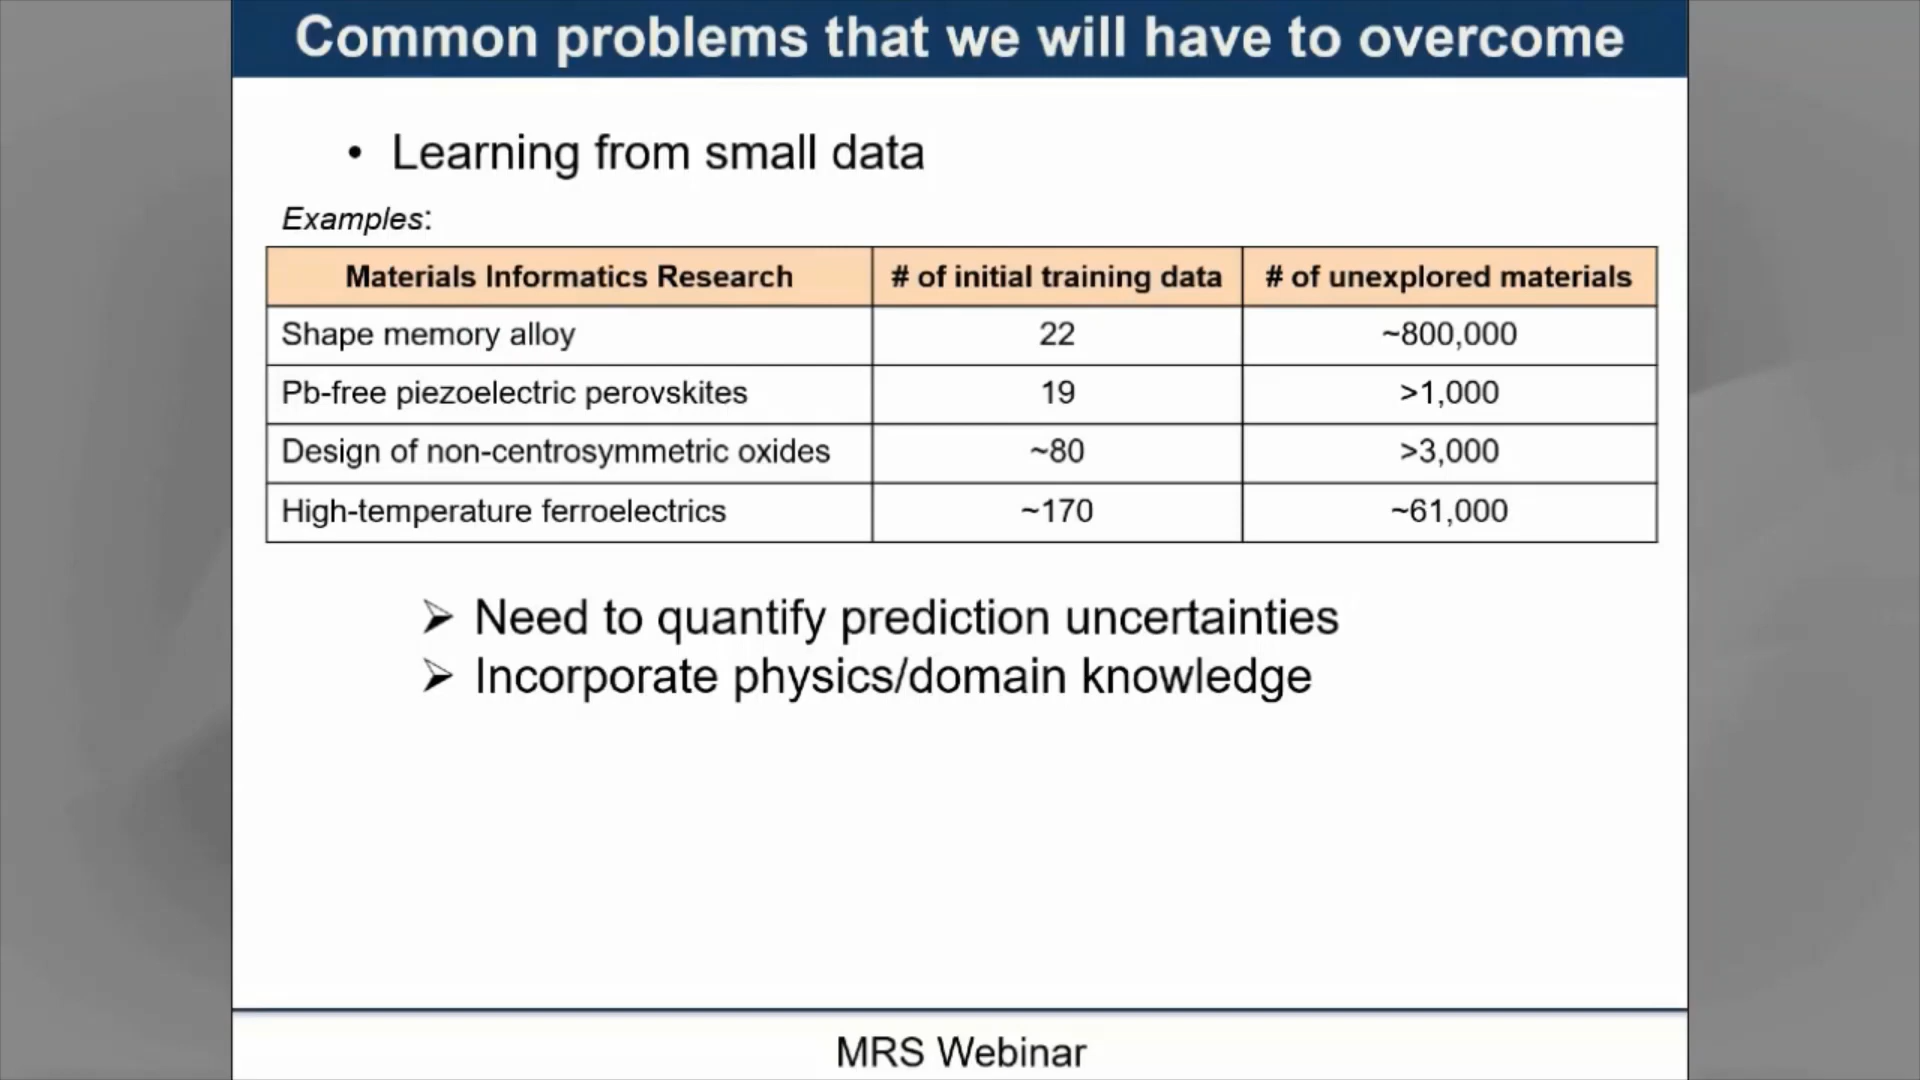 Common problems that we will have to overcome
• Learning from small data
Examples:
Materials Informatics Research # of initial training data # of unexplored materials
Shape memory alloy 22 ~800,000
Pb-free piezoelectric perovskites 19 >1,000
Design of non-centrosymmetric oxides ~80 >3,000
High-temperature ferroelectrics ~170 ~61,000
➢ Need to quantify prediction uncertainties
➢ Incorporate physics/domain knowledge
MRS Webinar